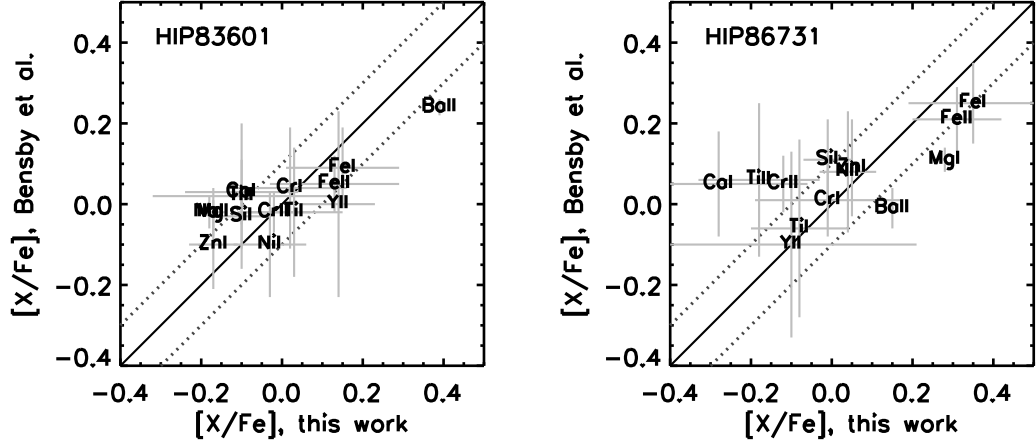 HIP83601
[X/Fe], Bensby et al.
0.4
0.2
0.0
−0.2
−0.4
BaII
FeI
FeII
CrI
YII
SiI
CrII
TiI
ZnI
NiI
−0.4 −0.2 0.0 0.2 0.4
[X/Fe], this work
HIP86731
[X/Fe], Bensby et al.
0.4
0.2
0.0
−0.2
−0.4
FeI
FeII
SiI
ZnI
MgI
CaI
TiII
CrII
CrI
BaII
TiI
YII
−0.4 −0.2 0.0 0.2 0.4
[X/Fe], this work